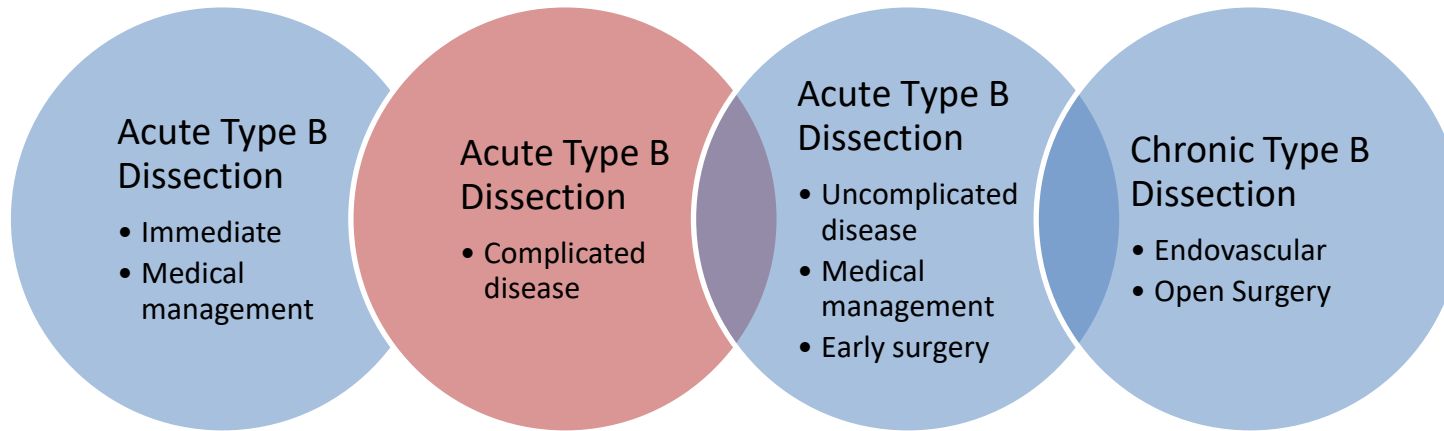 Acute Type B
Dissection
• Immediate
• Medical
management
Acute Type B
Dissection
• Complicated
disease
Acute Type B
Dissection
• Uncomplicated
disease
• Medical
management
• Early surgery
Chronic Type B
Dissection
• Endovascular
• Open Surgery